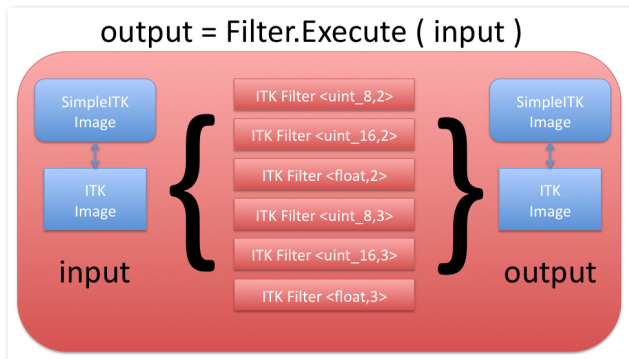 output = Filter.Execute ( input )
SimpleITK
Image
ITK
Image
input
{
ITK Filter <uint_8,2>
ITK Filter <uint_16,2>
ITK Filter <float,2>
ITK Filter <uint_8,3>
ITK Filter <uint_16,3>
ITK Filter <float,3>
}
SimpleITK
Image
ITK
Image
output